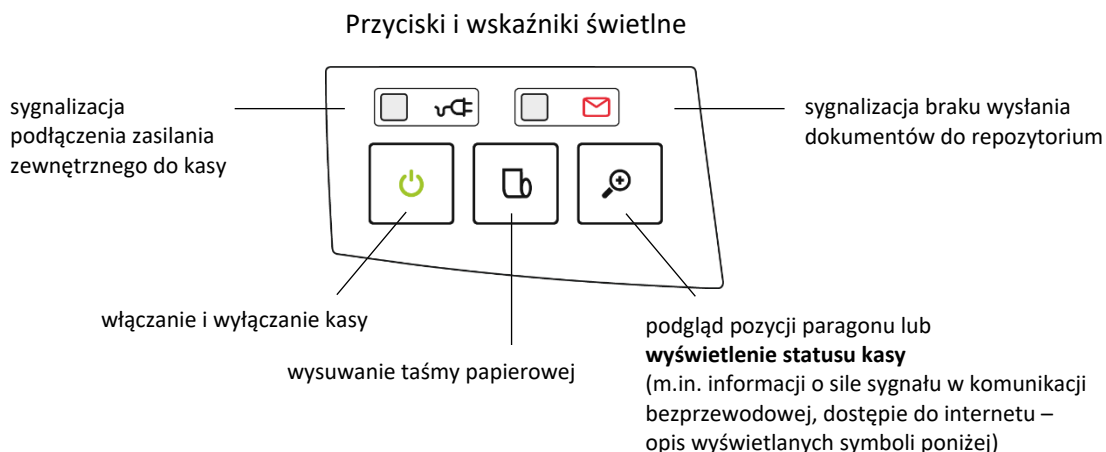 Przyciski i wskaźniki świetlne
sygnalizacja
podłączenia zasilania
zewnętrznego do kasy
sygnalizacja braku wysłania
dokumentów do repozytorium
włączanie i wyłączanie kasy
wysuwanie taśmy papierowej
podgląd pozycji paragonu lub
wyświetlenie statusu kasy
(m.in. informacji o sile sygnału w komunikacji
bezprzewodowej, dostępie do internetu –
opis wyświetlanych symboli poniżej)